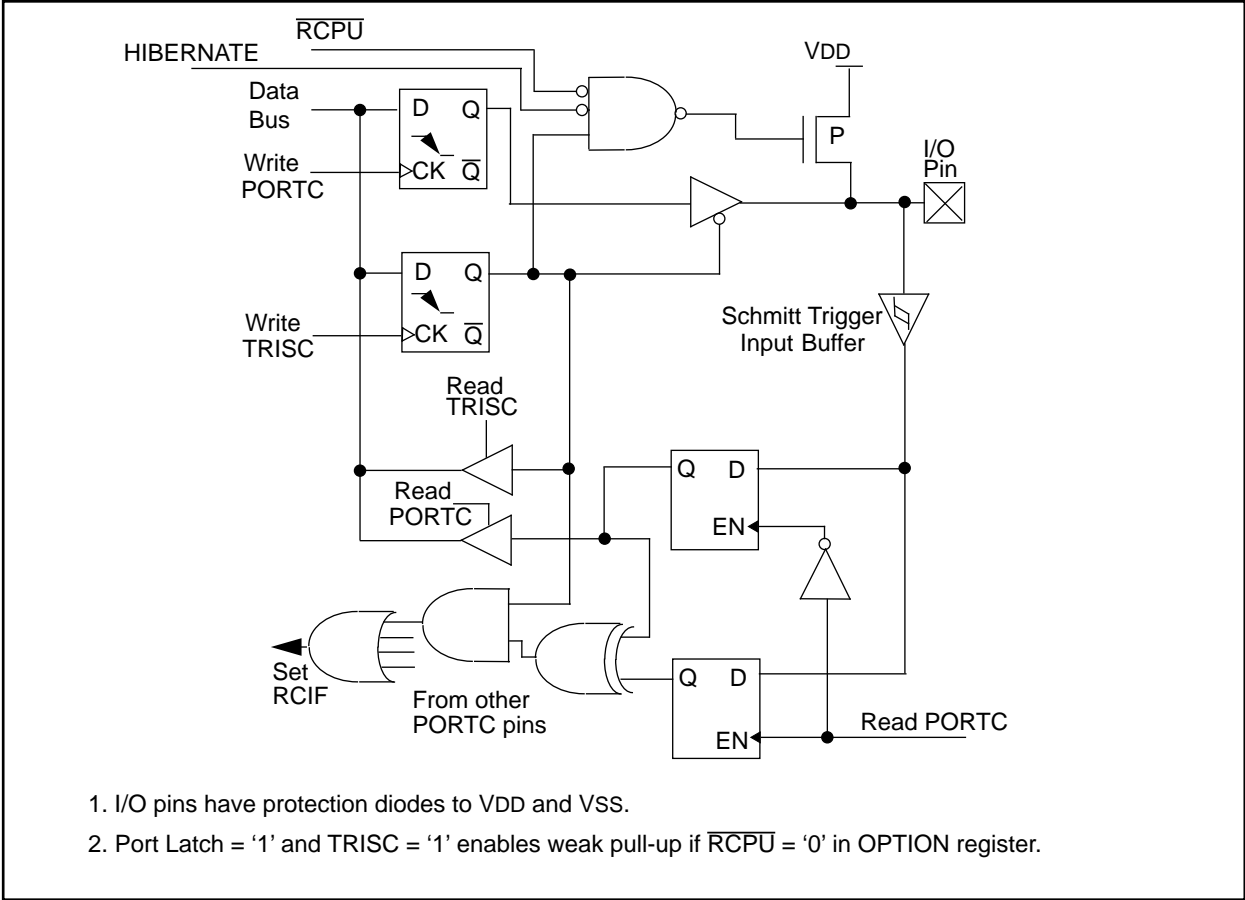 R̅C̅P̅U̅
HIBERNATE
VDD
Data
Bus
D Q
CK Q̅
Write
PORTC
P
I/O
Pin
D Q
CK Q̅
Write
TRISC
Schmitt Trigger
Input Buffer
Read
TRISC
Read
PORTC
Q D
EN
Set
RCIF
From other
PORTC pins
Q D
EN
Read PORTC
1. I/O pins have protection diodes to VDD and VSS.
2. Port Latch = ‘1’ and TRISC = ‘1’ enables weak pull-up if R̅C̅P̅U̅ = ‘0’ in OPTION register.